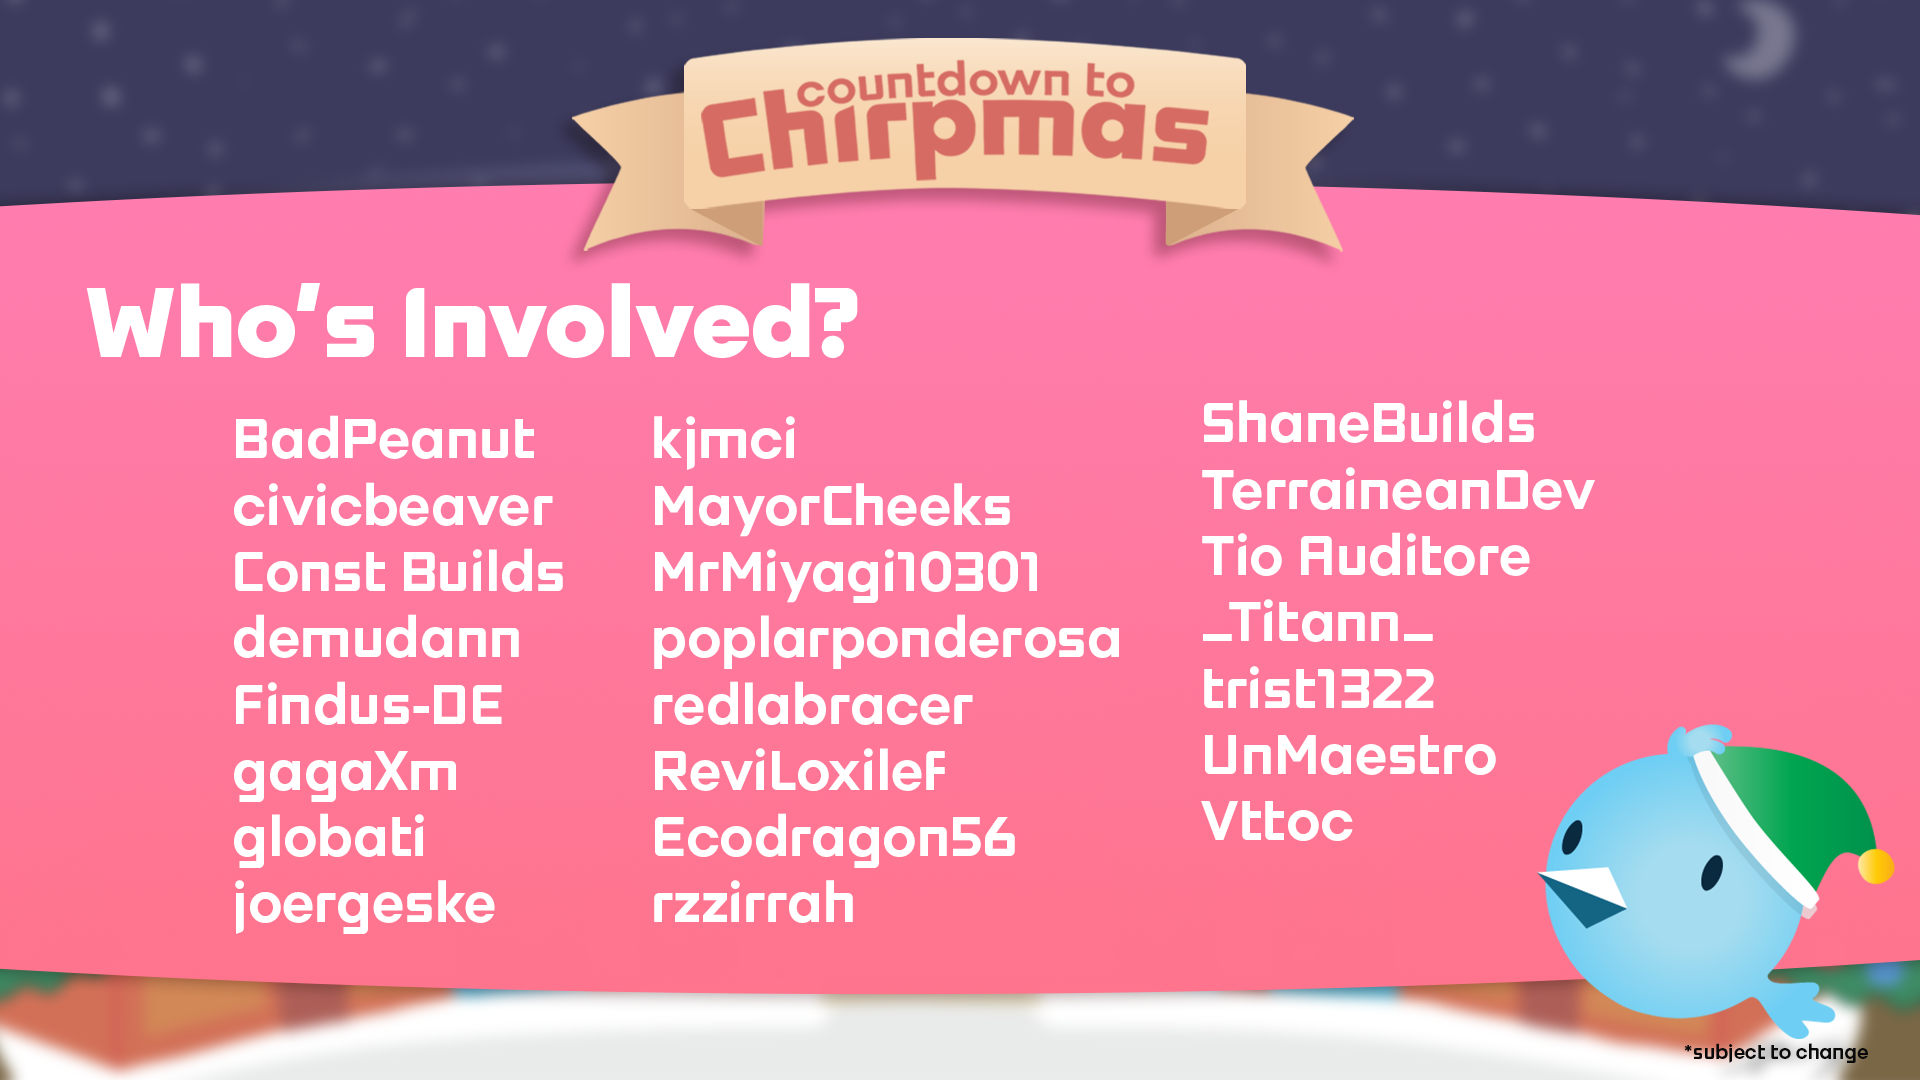 countdown to
Chirpmas
Who's Involved?
BadPeanut
civicbeaver
Const Builds
demudann
Findus-DE
gagaXm
globati
joergeske
kjmci
MayorCheeks
MrMiyagi10301
poplarponderosa
redlabracer
ReviLoxilef
Ecodragon56
rzzirrah
ShaneBuilds
TerraineanDev
Tio Auditore
_Titann_
trist1322
UnMaestro
Vttoc
*subject to change